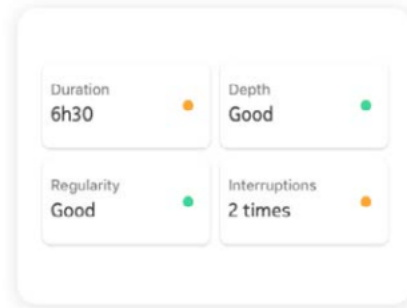 Duration
6h30
Depth
Good
Regularity
Good
Interruptions
2 times